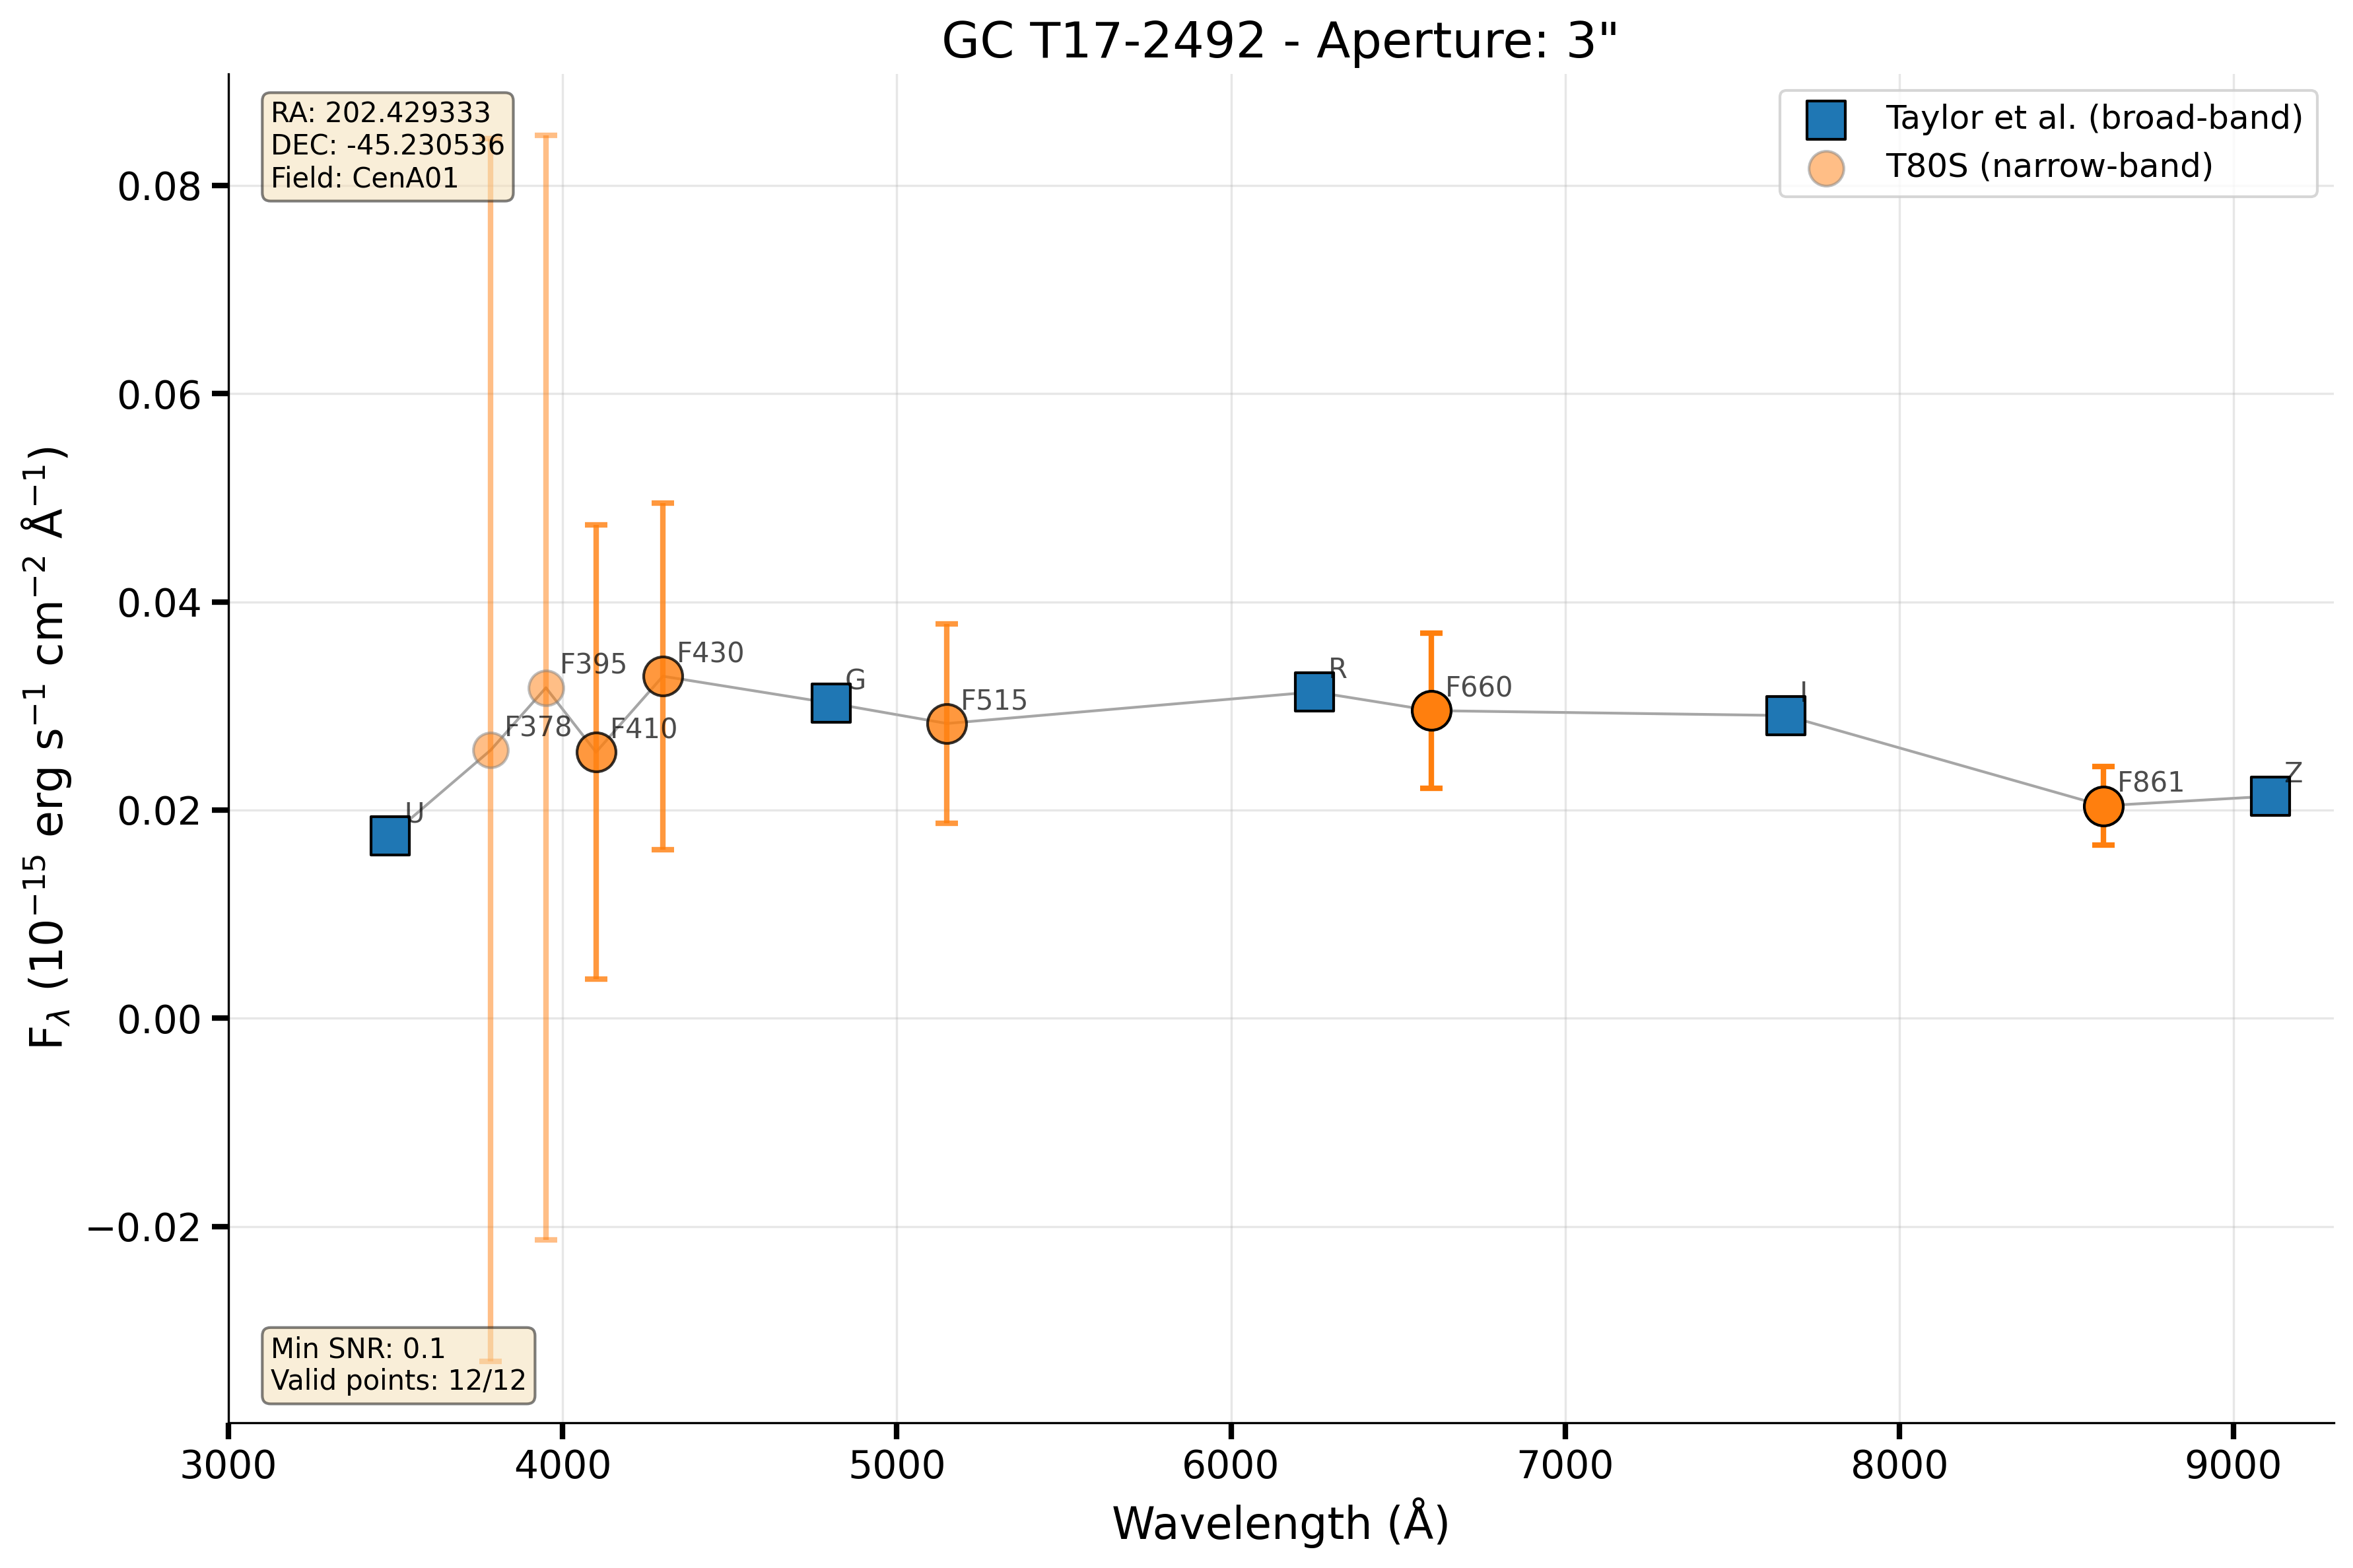 GC T17-2492 - Aperture: 3"
RA: 202.429333
DEC: -45.230536
Field: CenA01
Taylor et al. (broad-band)
T80S (narrow-band)
F_λ (10⁻¹⁵ erg s⁻¹ cm⁻² Å⁻¹)
0.08
0.06
0.04
0.02
0.00
−0.02
U
F378
F395
F410
F430
G
F515
R
F660
I
F861
Z
Min SNR: 0.1
Valid points: 12/12
3000
4000
5000
6000
7000
8000
9000
Wavelength (Å)